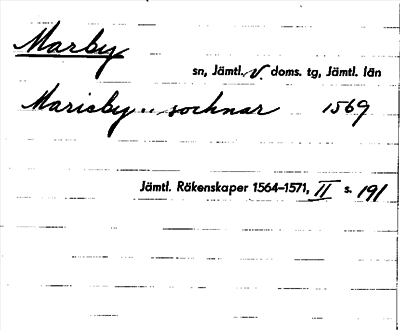 Marby
sn, Jämtl. V doms. tg, Jämtl. län
Marieby .. sochnar 1569
Jämtl. Räkenskaper 1564–1571, II s. 191